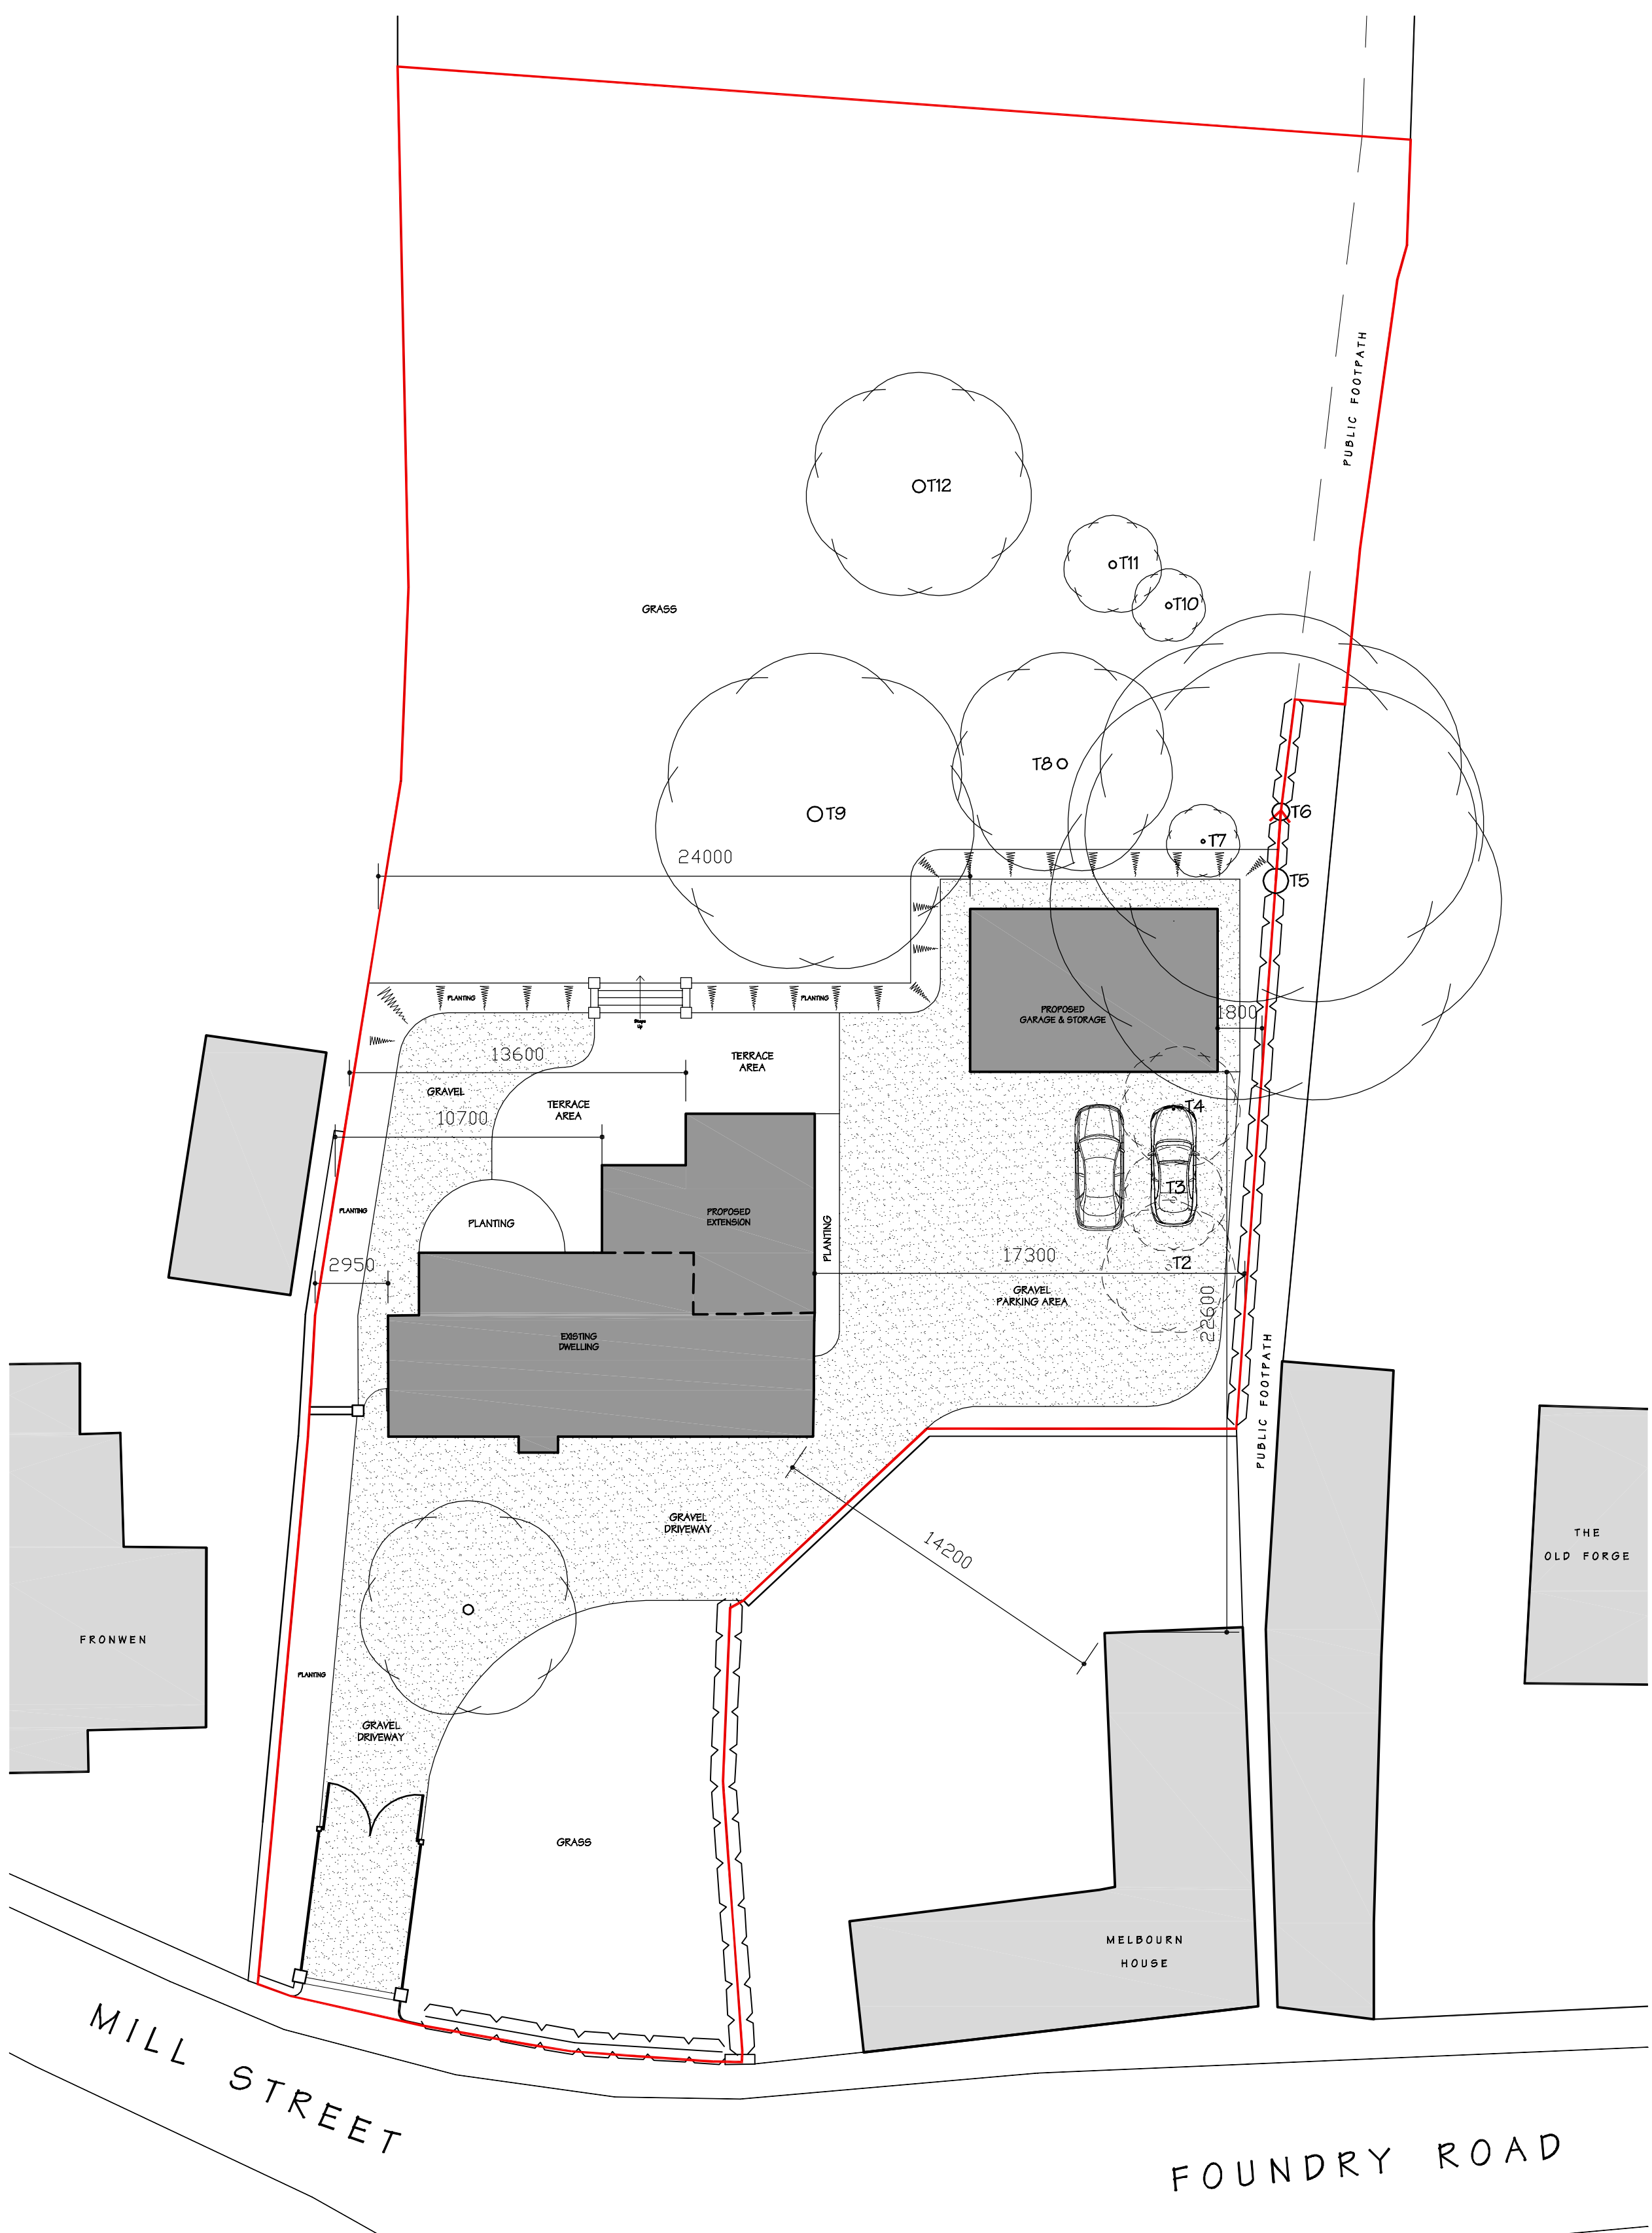 PUBLIC FOOTPATH
T12
T11
T10
GRASS
T8
T9
T6
T7
T5
24000
PLANTING
PLANTING
Steps
Up
PROPOSED
GARAGE & STORAGE
1800
13600
TERRACE
AREA
GRAVEL
TERRACE
AREA
10700
T4
T3
PLANTING
PLANTING
PROPOSED
EXTENSION
PLANTING
2950
17300
T2
GRAVEL
PARKING AREA
22600
EXISTING
DWELLING
PUBLIC FOOTPATH
GRAVEL
DRIVEWAY
14200
THE
OLD FORGE
FRONWEN
PLANTING
GRAVEL
DRIVEWAY
GRASS
MELBOURN
HOUSE
MILL STREET
FOUNDRY ROAD